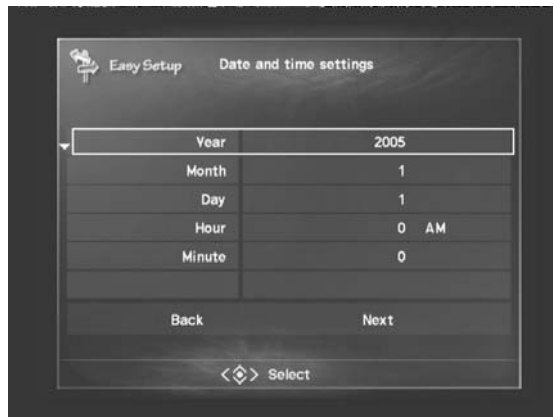 Easy Setup Date and time settings
Year 2005
Month 1
Day 1
Hour 0 AM
Minute 0
Back Next
Select